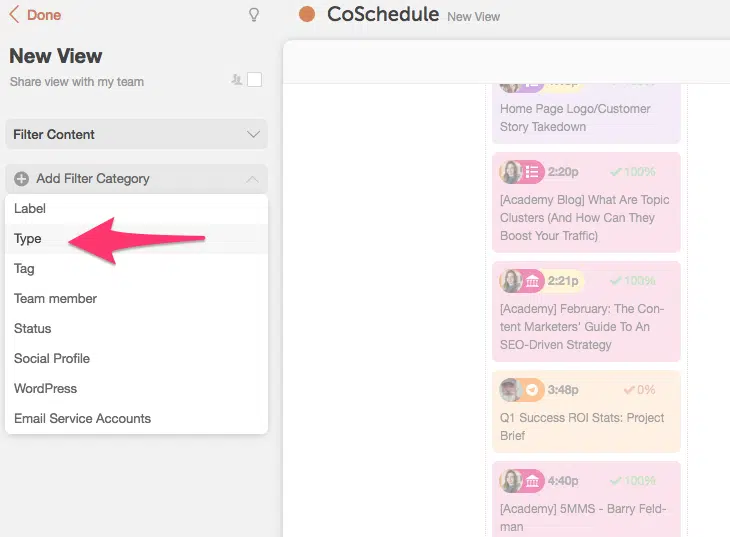 Done
CoSchedule New View
New View
Share view with my team
Filter Content
Add Filter Category
Label
Type
Tag
Team member
Status
Social Profile
WordPress
Email Service Accounts
Home Page Logo/Customer
Story Takedown
2:20p 100%
[Academy Blog] What Are Topic
Clusters (And How Can They
Boost Your Traffic)
2:21p 100%
[Academy] February: The Con-
tent Marketers' Guide To An
SEO-Driven Strategy
3:48p 0%
Q1 Success ROI Stats: Project
Brief
4:40p 100%
[Academy] 5MMS - Barry Feld-
man